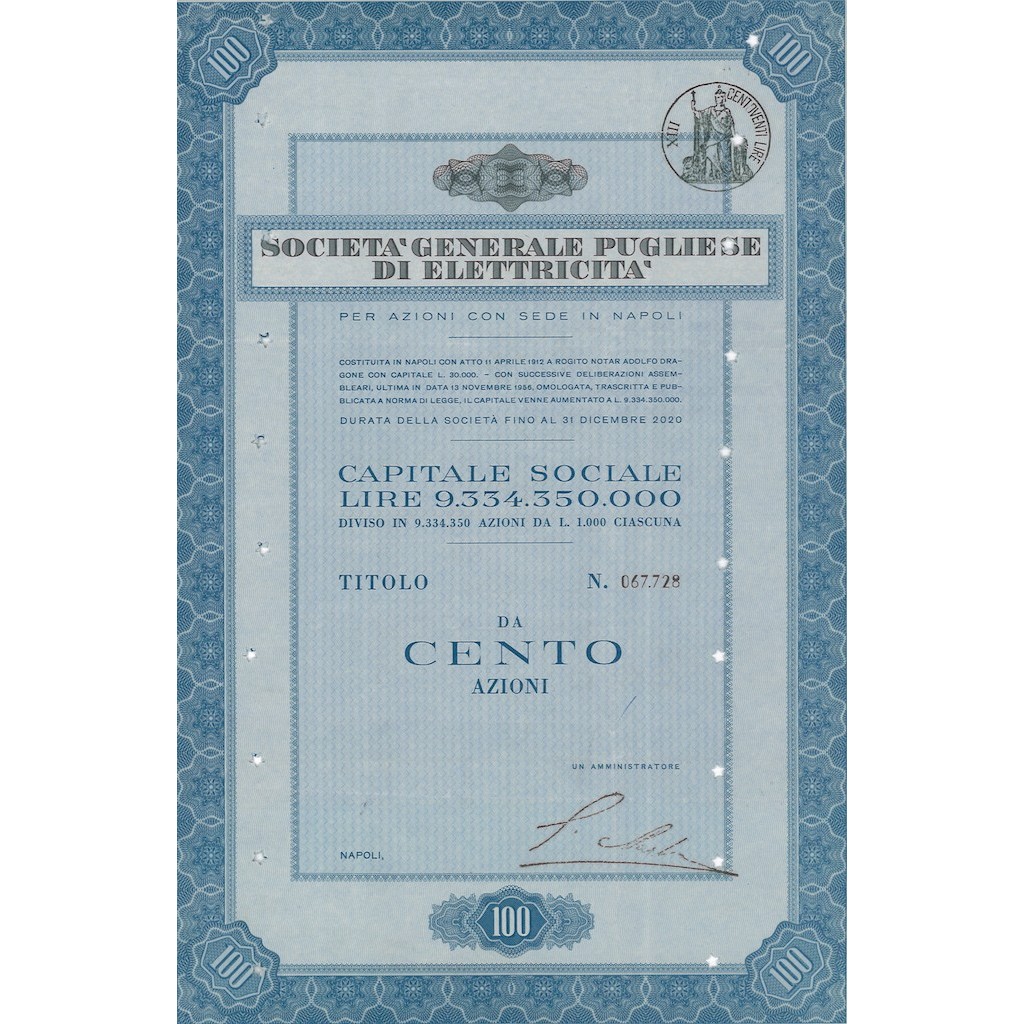 100
100
XIII
CENTOVENTI LIRE
SOCIETA' GENERALE PUGLIESE
DI ELETTRICITA'
PER AZIONI CON SEDE IN NAPOLI
COSTITUITA IN NAPOLI CON ATTO 11 APRILE 1912 A ROGITO NOTAR ADOLFO DRA-
GONE CON CAPITALE L. 30.000. - CON SUCCESSIVE DELIBERAZIONI ASSEM-
BLEARI, ULTIMA IN DATA 13 NOVEMBRE 1956, OMOLOGATA, TRASCRITTA E PUB-
BLICATA A NORMA DI LEGGE, IL CAPITALE VENNE AUMENTATO A L. 9.334.350.000.
DURATA DELLA SOCIETÀ FINO AL 31 DICEMBRE 2020
CAPITALE SOCIALE
LIRE 9.334.350.000
DIVISO IN 9.334.350 AZIONI DA L. 1.000 CIASCUNA
TITOLO N. 067.728
DA
CENTO
AZIONI
UN AMMINISTRATORE
NAPOLI,
100
100
100